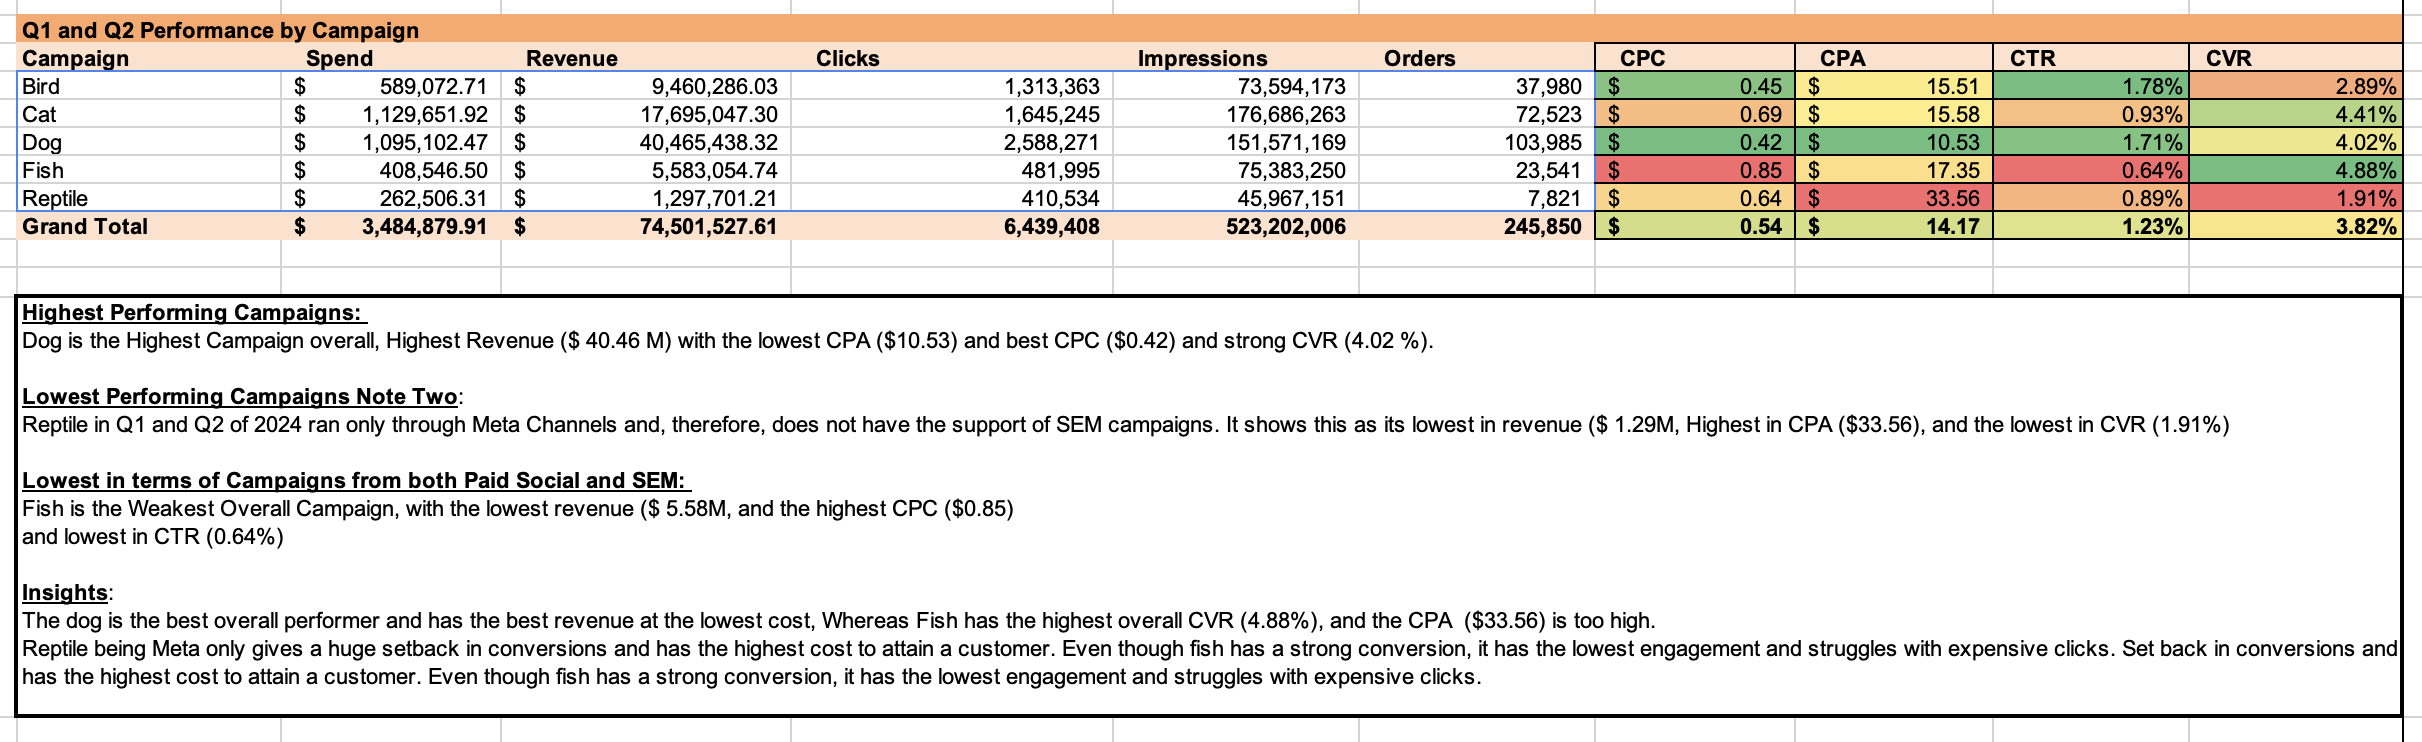 Q1 and Q2 Performance by Campaign
Campaign Spend Revenue Clicks Impressions Orders CPC CPA CTR CVR
Bird $ 589,072.71 $ 9,460,286.03 1,313,363 73,594,173 37,980 $ 0.45 $ 15.51 1.78% 2.89%
Cat $ 1,129,651.92 $ 17,695,047.30 1,645,245 176,686,263 72,523 $ 0.69 $ 15.58 0.93% 4.41%
Dog $ 1,095,102.47 $ 40,465,438.32 2,588,271 151,571,169 103,985 $ 0.42 $ 10.53 1.71% 4.02%
Fish $ 408,546.50 $ 5,583,054.74 481,995 75,383,250 23,541 $ 0.85 $ 17.35 0.64% 4.88%
Reptile $ 262,506.31 $ 1,297,701.21 410,534 45,967,151 7,821 $ 0.64 $ 33.56 0.89% 1.91%
Grand Total $ 3,484,879.91 $ 74,501,527.61 6,439,408 523,202,006 245,850 $ 0.54 $ 14.17 1.23% 3.82%
Highest Performing Campaigns:
Dog is the Highest Campaign overall, Highest Revenue ($ 40.46 M) with the lowest CPA ($10.53) and best CPC ($0.42) and strong CVR (4.02 %).
Lowest Performing Campaigns Note Two:
Reptile in Q1 and Q2 of 2024 ran only through Meta Channels and, therefore, does not have the support of SEM campaigns. It shows this as its lowest in revenue ($ 1.29M, Highest in CPA ($33.56), and the lowest in CVR (1.91%)
Lowest in terms of Campaigns from both Paid Social and SEM:
Fish is the Weakest Overall Campaign, with the lowest revenue ($ 5.58M, and the highest CPC ($0.85)
and lowest in CTR (0.64%)
Insights:
The dog is the best overall performer and has the best revenue at the lowest cost, Whereas Fish has the highest overall CVR (4.88%), and the CPA ($33.56) is too high.
Reptile being Meta only gives a huge setback in conversions and has the highest cost to attain a customer. Even though fish has a strong conversion, it has the lowest engagement and struggles with expensive clicks. Set back in conversions and
has the highest cost to attain a customer. Even though fish has a strong conversion, it has the lowest engagement and struggles with expensive clicks.